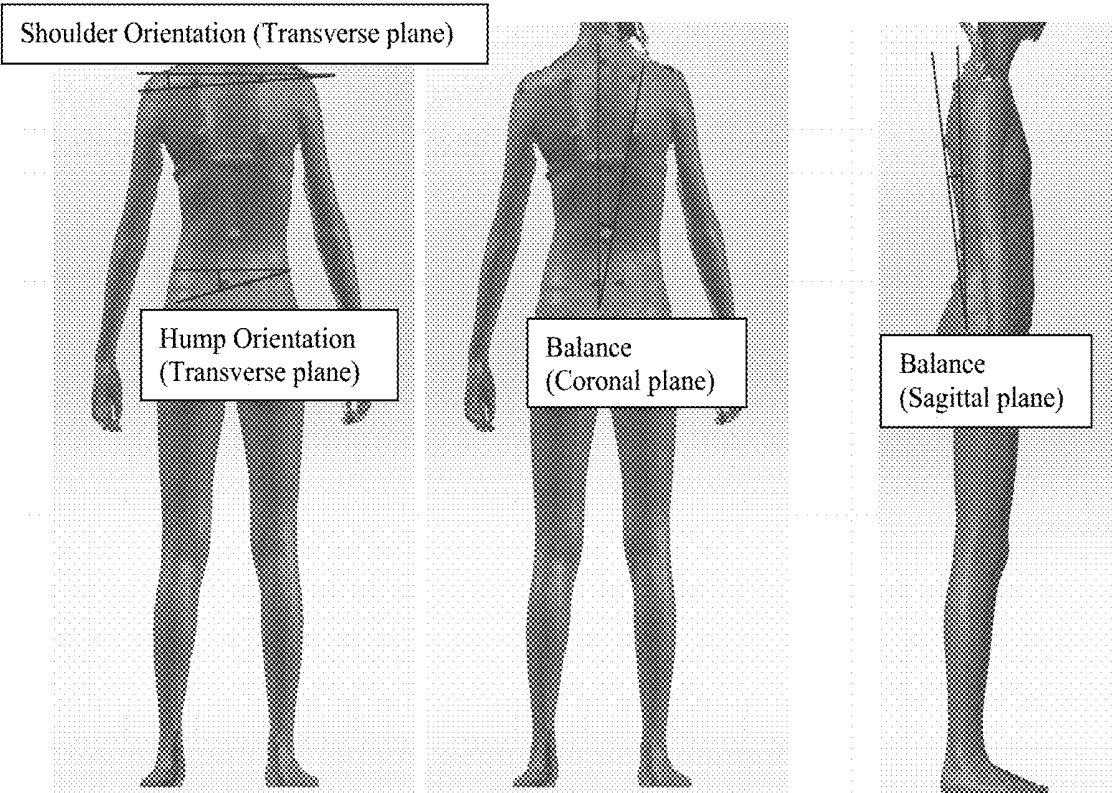 Shoulder Orientation (Transverse plane)
Hump Orientation
(Transverse plane)
Balance
(Coronal plane)
Balance
(Sagittal plane)